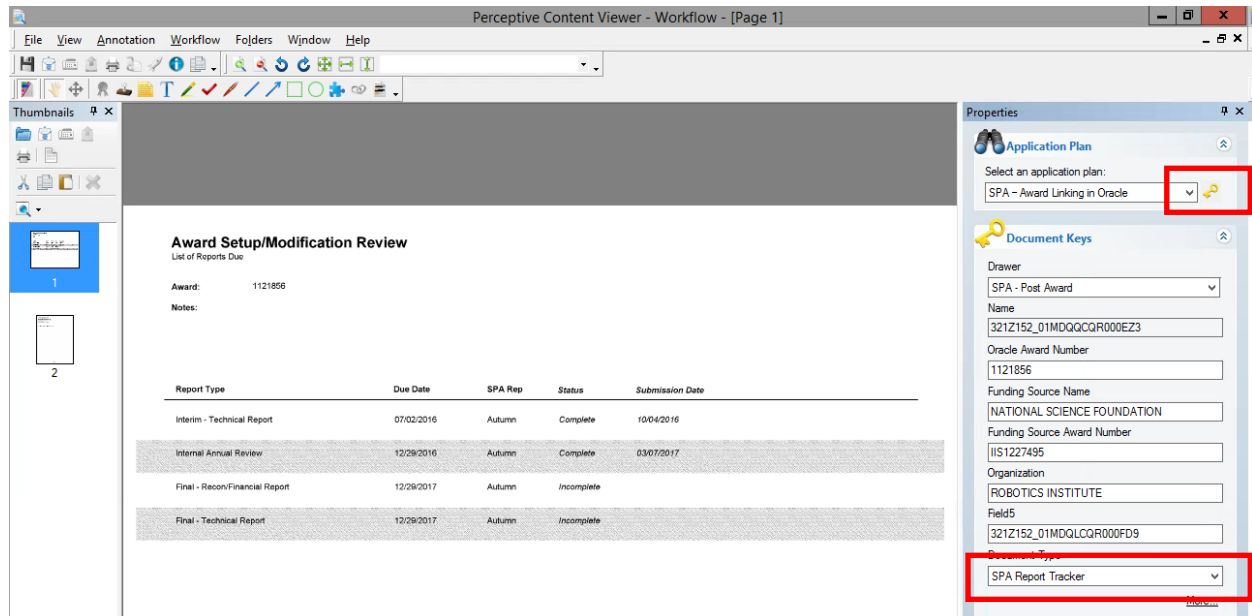 Perceptive Content Viewer - Workflow - [Page 1]
File View Annotation Workflow Folders Window Help
Thumbnails
1
2
Award Setup/Modification Review
List of Reports Due
Award: 1121856
Notes:
Report Type Due Date SPA Rep Status Submission Date
Interim - Technical Report 07/02/2016 Autumn Complete 10/04/2016
Internal Annual Review 12/29/2016 Autumn Complete 03/07/2017
Final - Recon/Financial Report 12/29/2017 Autumn Incomplete
Final - Technical Report 12/29/2017 Autumn Incomplete
Properties
Application Plan
Select an application plan:
SPA – Award Linking in Oracle
Document Keys
Drawer
SPA - Post Award
Name
321Z152_01MDQQCQR000EZ3
Oracle Award Number
1121856
Funding Source Name
NATIONAL SCIENCE FOUNDATION
Funding Source Award Number
IIS1227495
Organization
ROBOTICS INSTITUTE
Field5
321Z152_01MDQLCQR000FD9
Document Type
SPA Report Tracker
More...